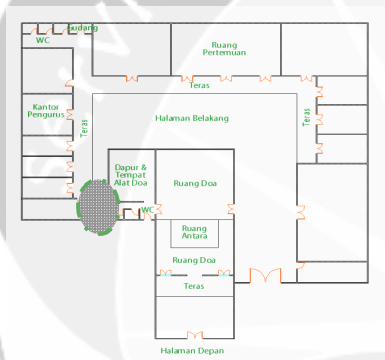 Gudang
WC
Ruang
Pertemuan
Teras
Kantor
Pengurus
Teras
Halaman Belakang
Teras
Dapur &
Tempat
Alat Doa
Ruang Doa
WC
Ruang
Antara
Ruang Doa
Teras
Halaman Depan